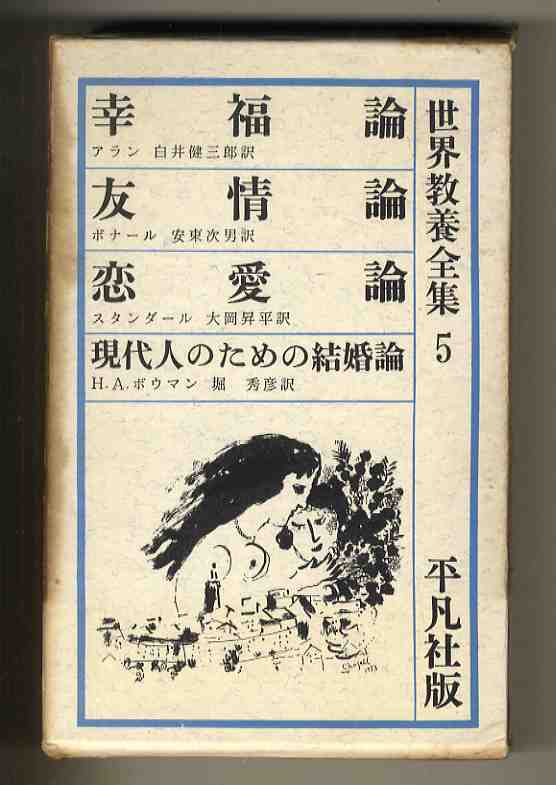 世界教養全集 5
平凡社版
幸福論
アラン 白井健三郎訳
友情論
ボナール 安東次男訳
恋愛論
スタンダール 大岡昇平訳
現代人のための結婚論
H.A.ボウマン 堀 秀彦訳
Chagall